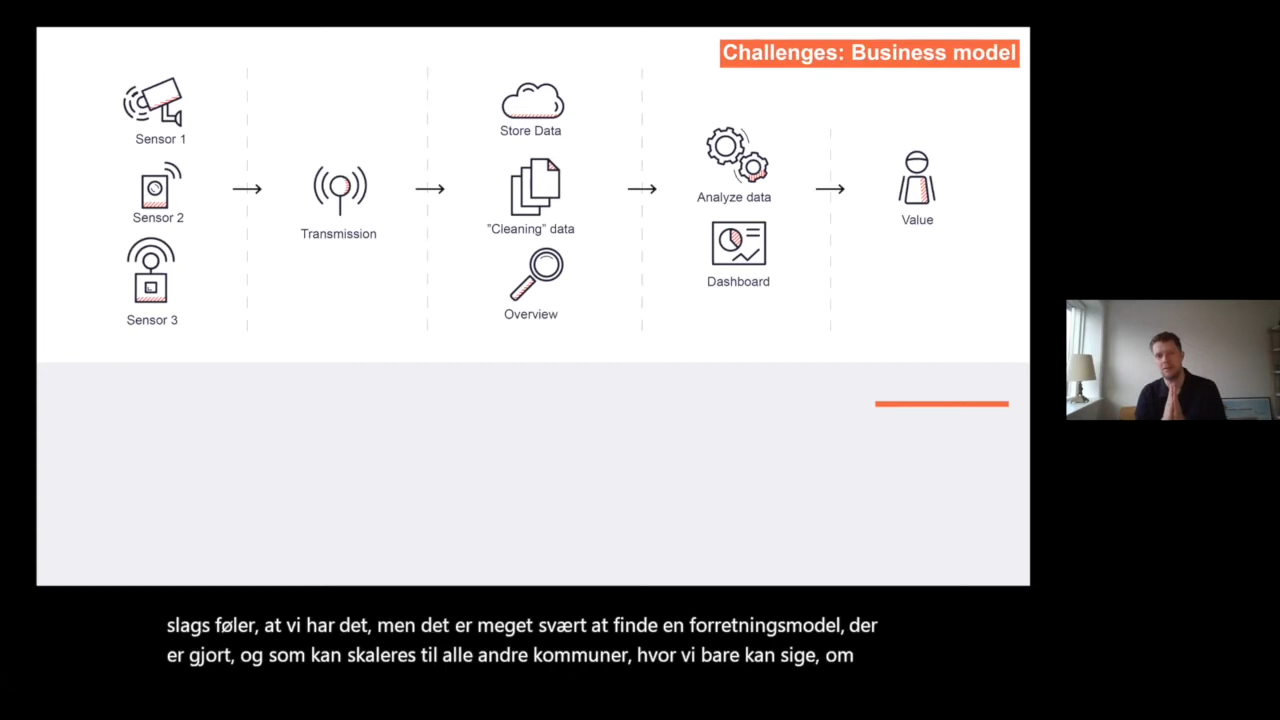 Challenges: Business model
Sensor 1
Sensor 2
Sensor 3
Transmission
Store Data
"Cleaning" data
Overview
Analyze data
Dashboard
Value
slags føler, at vi har det, men det er meget svært at finde en forretningsmodel, der
er gjort, og som kan skaleres til alle andre kommuner, hvor vi bare kan sige, om